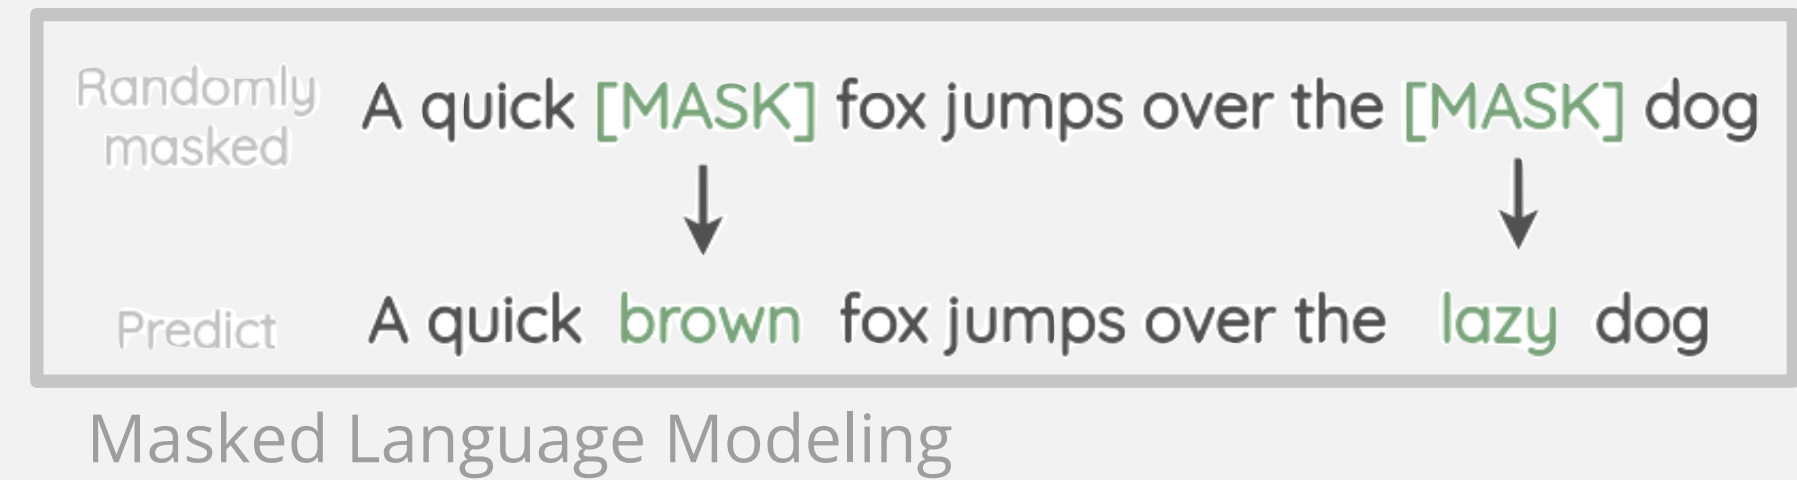 Randomly
masked
A quick [MASK] fox jumps over the [MASK] dog
Predict
A quick brown fox jumps over the lazy dog
Masked Language Modeling